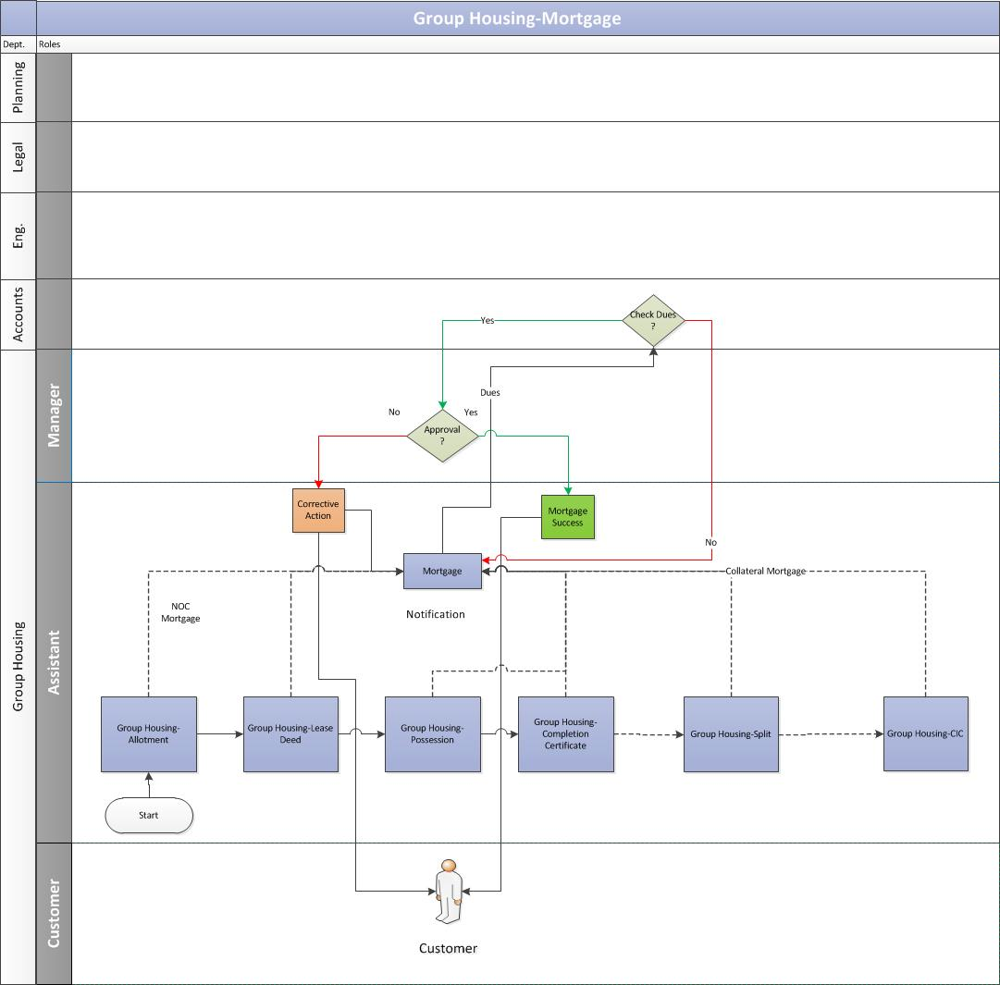 Group Housing-Mortgage
Dept.
Roles
Planning
Legal
Eng.
Accounts
Check Dues
?
Yes
Manager
Dues
No
Yes
Approval
?
Group Housing
Assistant
Corrective
Action
Mortgage
Success
No
Mortgage
Collateral Mortgage
NOC
Mortgage
Notification
Group Housing-
Allotment
Group Housing-Lease
Deed
Group Housing-
Possession
Group Housing-
Completion
Certificate
Group Housing-Split
Group Housing-CIC
Start
Customer
Customer